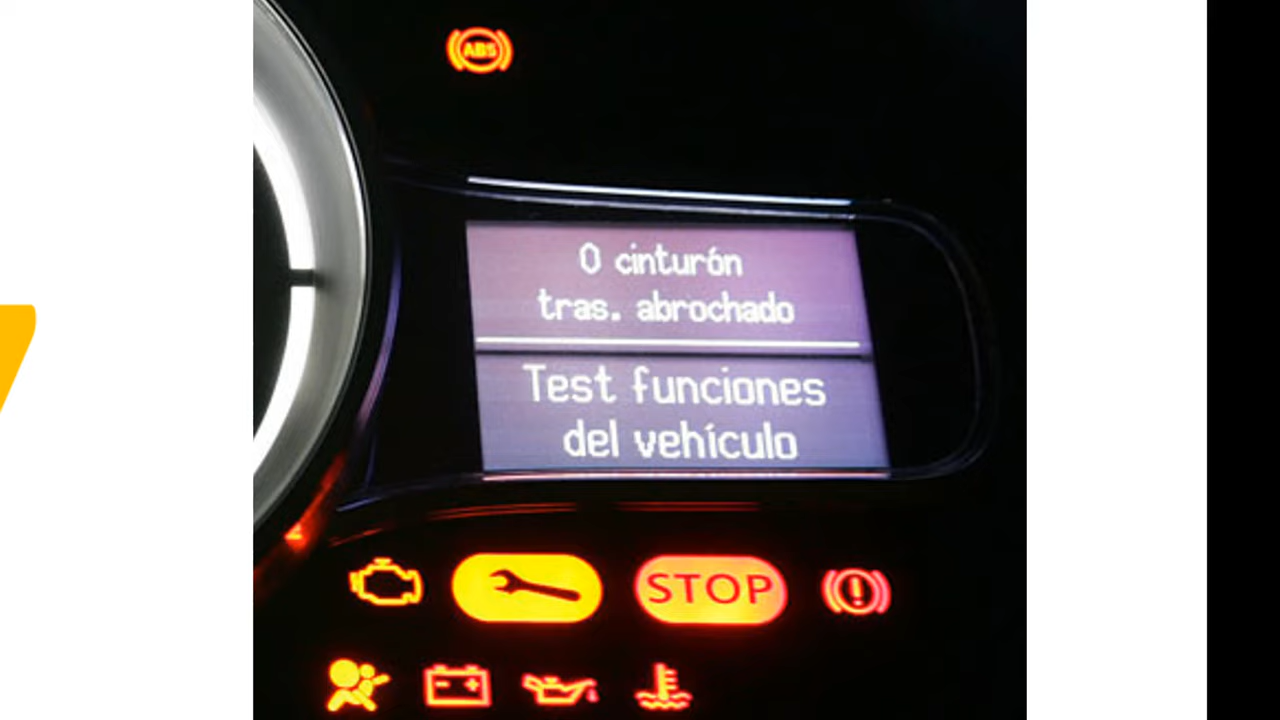 ABS
0 cinturón
tras. abrochado
Test funciones
del vehículo
STOP